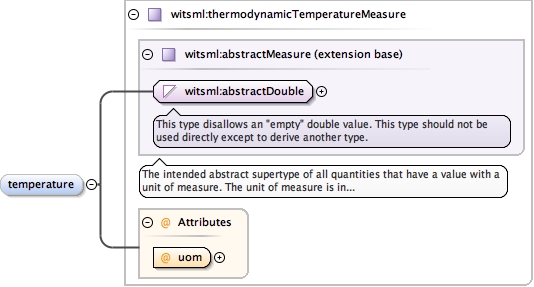 witsml:thermodynamicTemperatureMeasure
witsml:abstractMeasure (extension base)
witsml:abstractDouble
This type disallows an "empty" double value. This type should not be
used directly except to derive another type.
The intended abstract supertype of all quantities that have a value with a
unit of measure. The unit of measure is in...
temperature
@ Attributes
@ uom